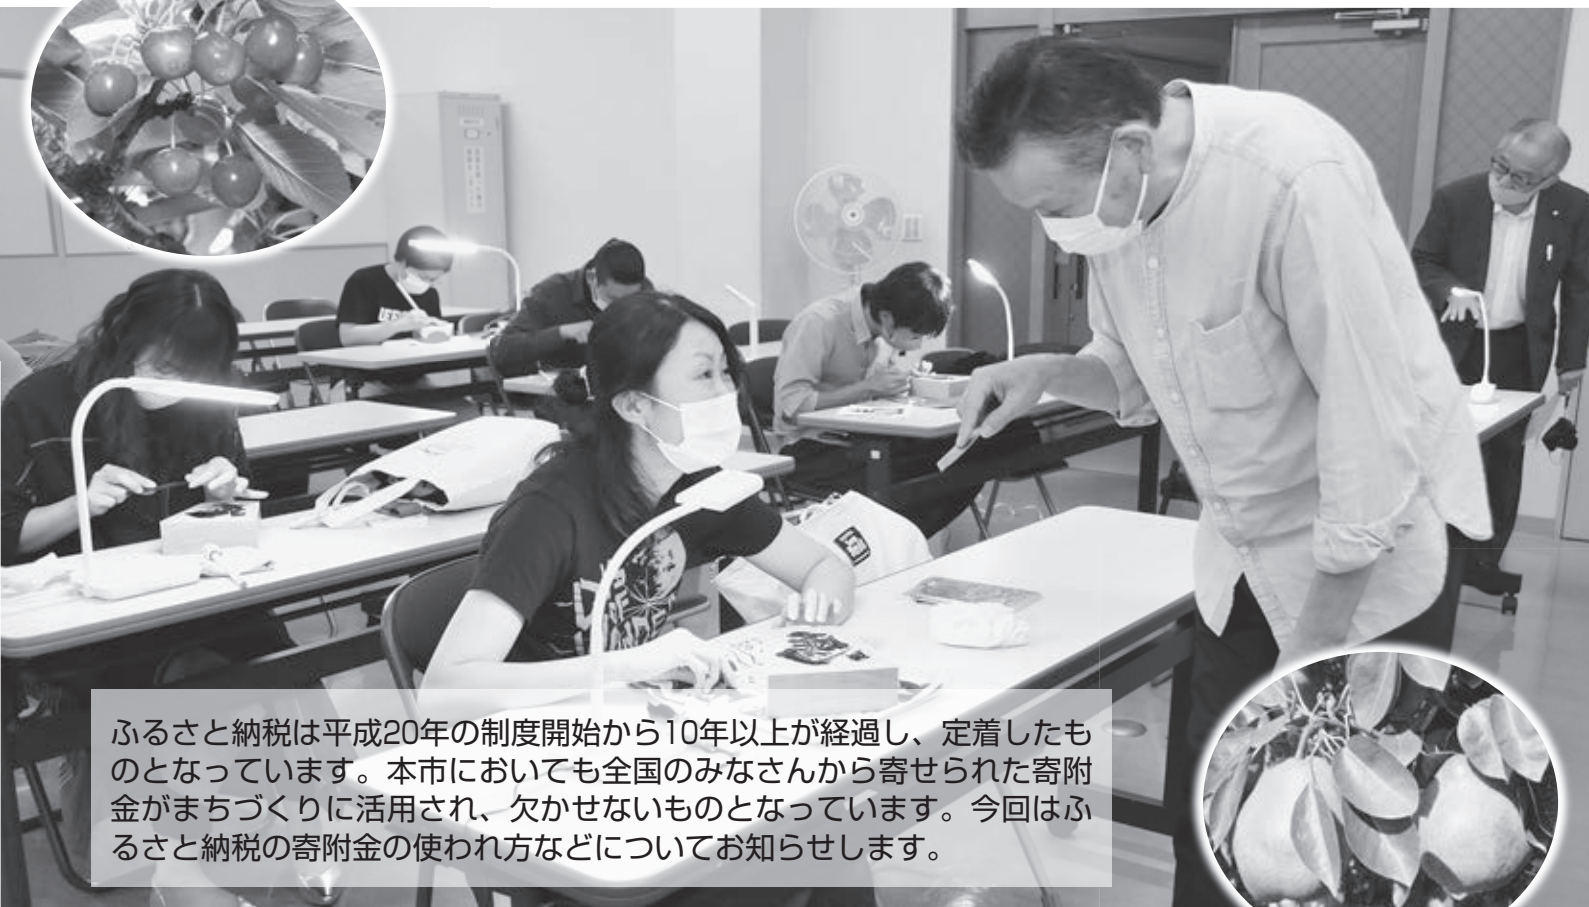 ふるさと納税は平成20年の制度開始から10年以上が経過し、定着したも
のとなっています。本市においても全国のみなさんから寄せられた寄附
金がまちづくりに活用され、欠かせないものとなっています。今回はふ
るさと納税の寄附金の使われ方などについてお知らせします。